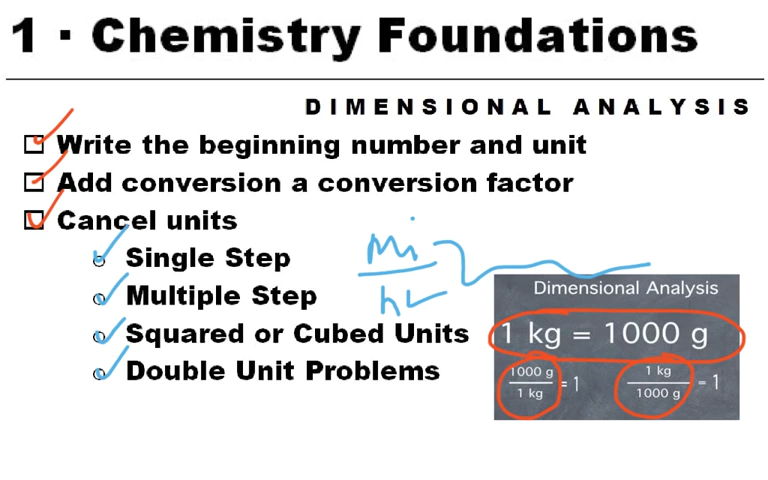 1 · Chemistry Foundations
DIMENSIONAL ANALYSIS
Write the beginning number and unit
Add conversion a conversion factor
Cancel units
Single Step
Multiple Step
Squared or Cubed Units
Double Unit Problems
mi
hr
Dimensional Analysis
1 kg = 1000 g
1000 g
1 kg
= 1
1 kg
1000 g
= 1